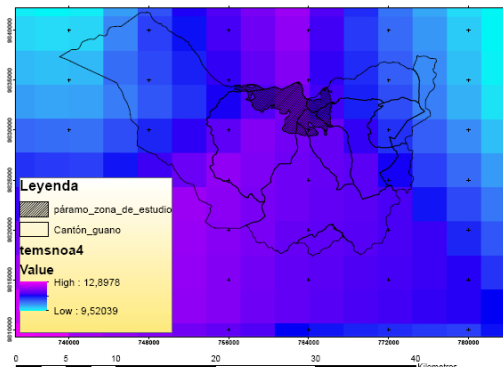 9840000
9835000
9830000
9825000
9820000
9815000
9810000
Leyenda
páramo_zona_de_estudio
Cantón_guano
temsnoa4
Value
High : 12,8978
Low : 9,52039
740000 748000 756000 764000 772000 780000
0 5 10 20 30 40
Kilometros